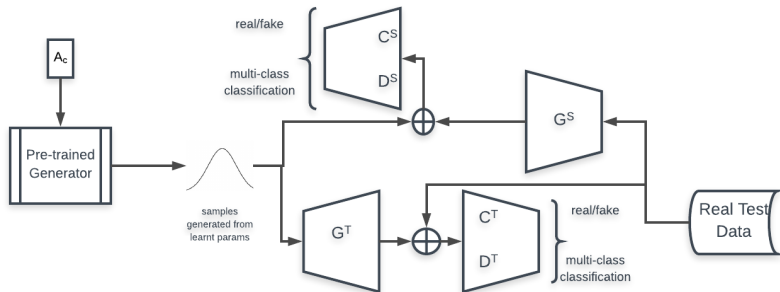 real/fake
C^S
A_c
multi-class
classification
D^S
G^S
Pre-trained
Generator
samples
generated from
learnt params
G^T
C^T
D^T
real/fake
multi-class
classification
Real Test
Data